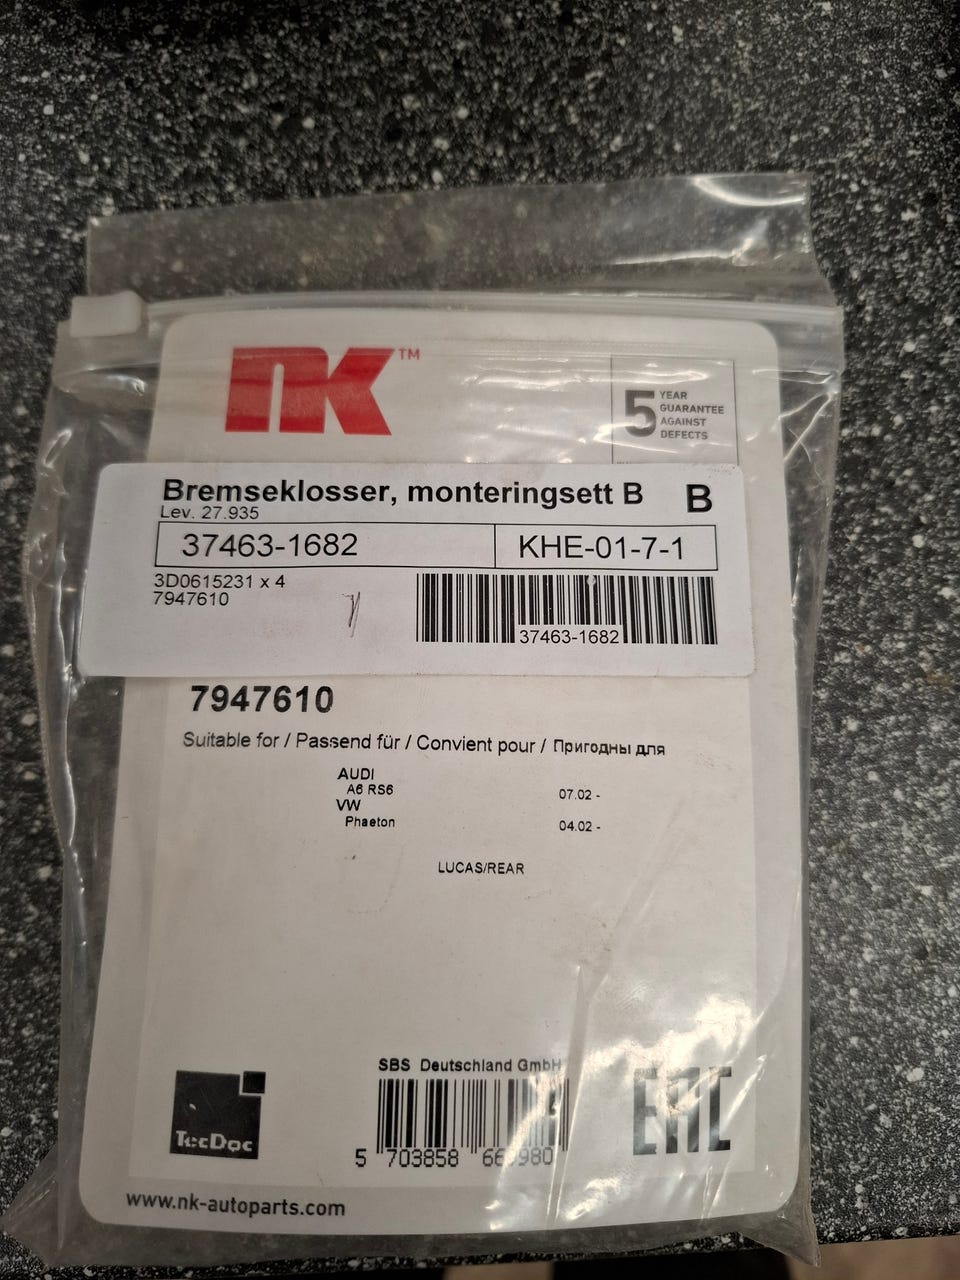 NK™
5 YEAR
GUARANTEE
AGAINST
DEFECTS
Bremseklosser, monteringsett B B
Lev. 27.935
37463-1682 KHE-01-7-1
3D0615231 x 4
7947610
37463-1682
7947610
Suitable for / Passend für / Convient pour / Пригодны для
AUDI
A6 RS6 07.02 -
VW
Phaeton 04.02 -
LUCAS/REAR
SBS Deutschland GmbH
TecDoc
EAC
5 703858
www.nk-autoparts.com